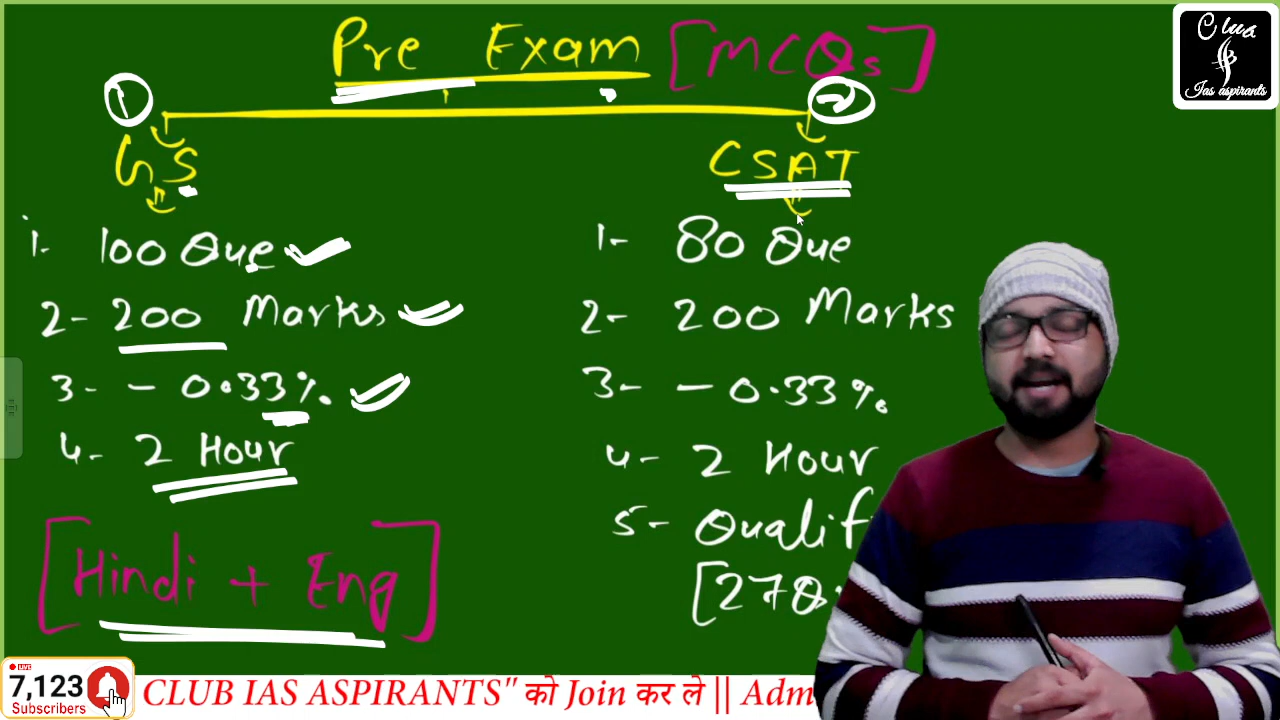 Pre Exam [MCQs]
Club
Ias aspirants
1
2
GS
CSAT
1- 100 Que
2- 200 Marks
3- - 0.33%.
4- 2 Hour
[Hindi + Eng]
1- 80 Que
2- 200 Marks
3- - 0.33%.
4- 2 Hour
5- Qualif
[27Q
LIVE
7,123
Subscribers
CLUB IAS ASPIRANTS" को Join कर ले || Adm